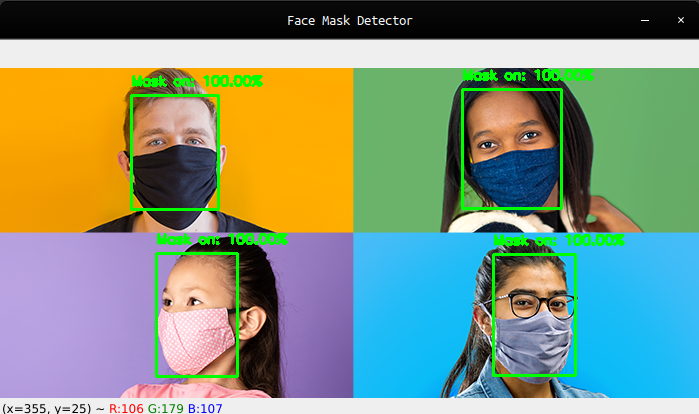 Face Mask Detector
Mask on: 100.00%
Mask on: 100.00%
Mask on: 100.00%
Mask on: 100.00%
(x=355, y=25) ~ R:106 G:179 B:107